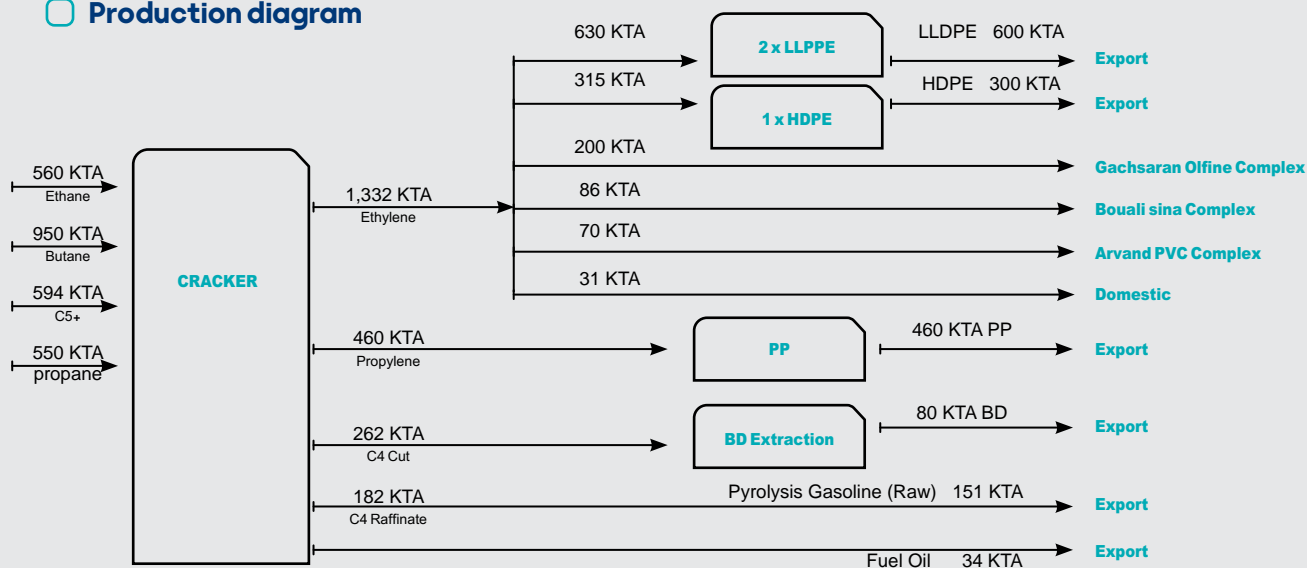 Production diagram
560 KTA
Ethane
950 KTA
Butane
594 KTA
C5+
550 KTA
propane
CRACKER
1,332 KTA
Ethylene
630 KTA
2 x LLPPE
LLDPE 600 KTA
Export
315 KTA
1 x HDPE
HDPE 300 KTA
Export
200 KTA
Gachsaran Olfine Complex
86 KTA
Bouali sina Complex
70 KTA
Arvand PVC Complex
31 KTA
Domestic
460 KTA
Propylene
PP
460 KTA PP
Export
262 KTA
C4 Cut
BD Extraction
80 KTA BD
Export
182 KTA
C4 Raffinate
Pyrolysis Gasoline (Raw) 151 KTA
Export
Fuel Oil 34 KTA
Export